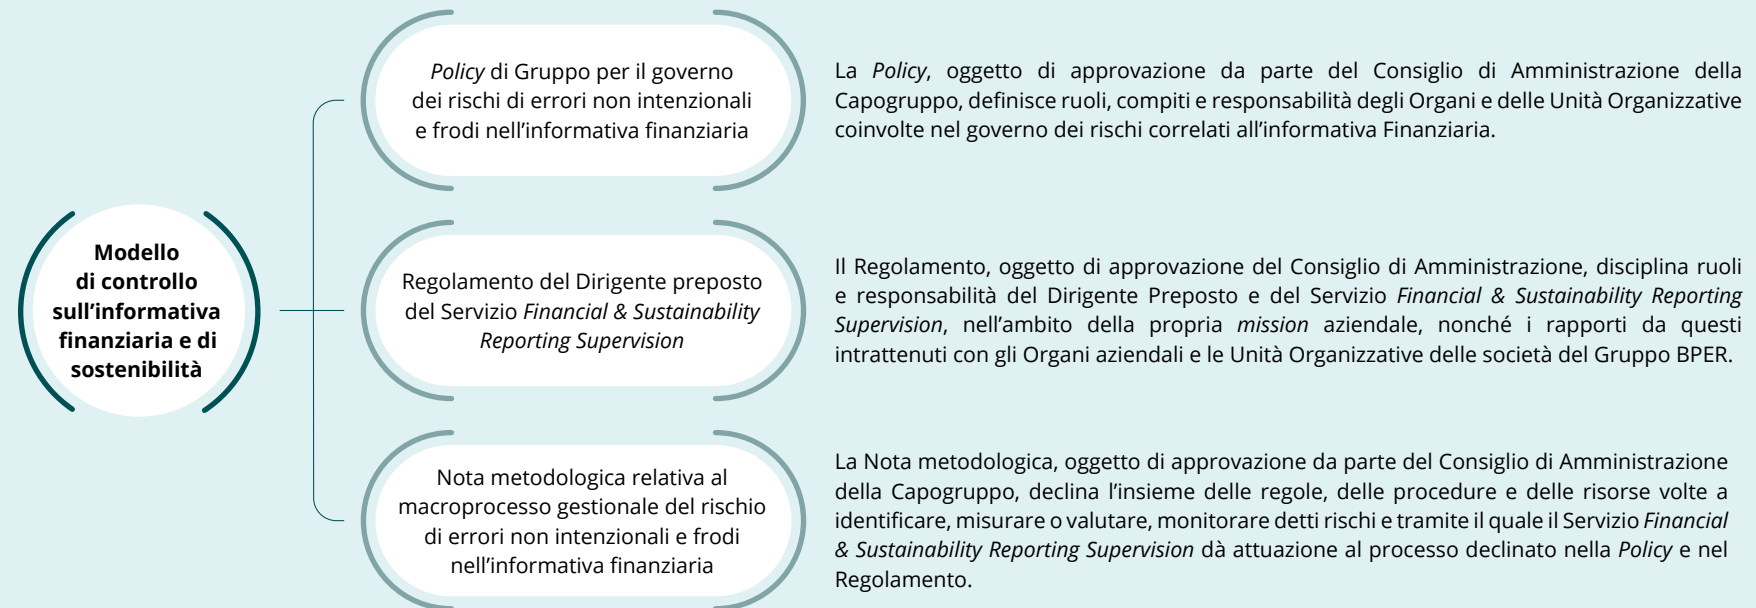 Modello
di controllo
sull'informativa
finanziaria e di
sostenibilità
Policy di Gruppo per il governo
dei rischi di errori non intenzionali
e frodi nell'informativa finanziaria
La Policy, oggetto di approvazione da parte del Consiglio di Amministrazione della
Capogruppo, definisce ruoli, compiti e responsabilità degli Organi e delle Unità Organizzative
coinvolte nel governo dei rischi correlati all'informativa Finanziaria.
Regolamento del Dirigente preposto
del Servizio Financial & Sustainability
Reporting Supervision
Il Regolamento, oggetto di approvazione del Consiglio di Amministrazione, disciplina ruoli
e responsabilità del Dirigente Preposto e del Servizio Financial & Sustainability Reporting
Supervision, nell'ambito della propria mission aziendale, nonché i rapporti da questi
intrattenuti con gli Organi aziendali e le Unità Organizzative delle società del Gruppo BPER.
Nota metodologica relativa al
macroprocesso gestionale del rischio
di errori non intenzionali e frodi
nell'informativa finanziaria
La Nota metodologica, oggetto di approvazione da parte del Consiglio di Amministrazione
della Capogruppo, declina l'insieme delle regole, delle procedure e delle risorse volte a
identificare, misurare o valutare, monitorare detti rischi e tramite il quale il Servizio Financial
& Sustainability Reporting Supervision dà attuazione al processo declinato nella Policy e nel
Regolamento.